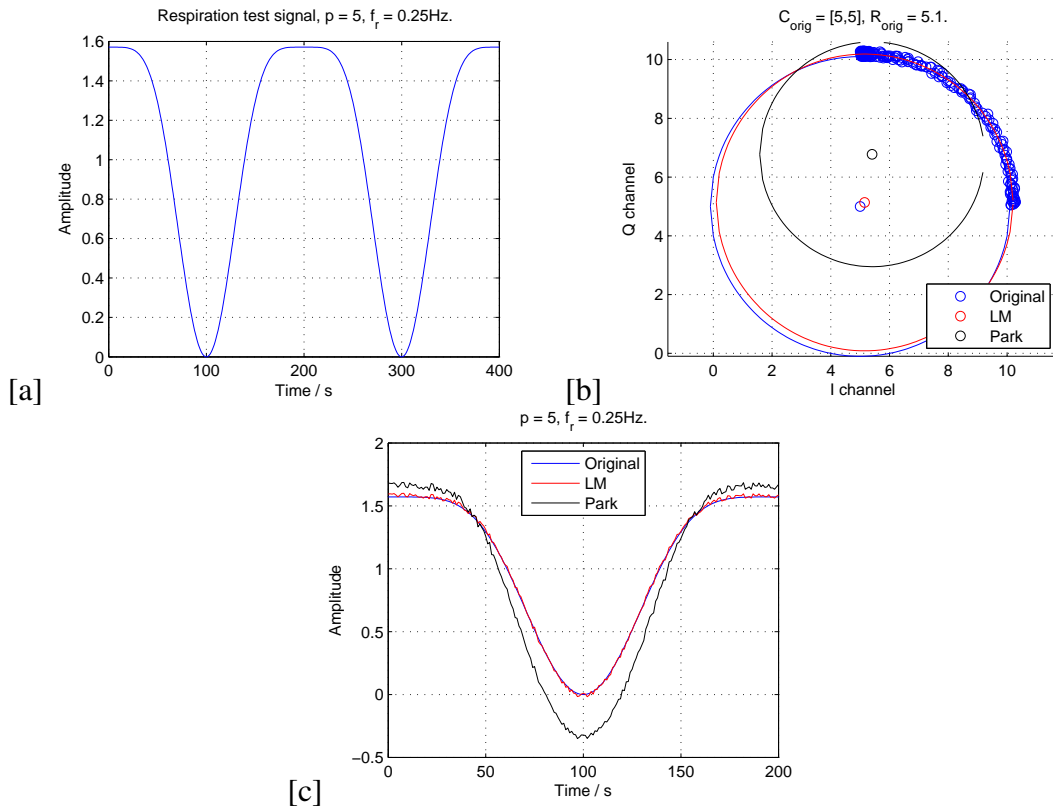 Respiration test signal, p = 5, f_r = 0.25Hz.
1.6
1.4
1.2
1
0.8
0.6
0.4
0.2
0
Amplitude
0 100 200 300 400
Time / s
[a]
C_orig = [5,5], R_orig = 5.1.
10
8
6
4
2
0
Q channel
Original
LM
Park
0 2 4 6 8 10
I channel
[b]
p = 5, f_r = 0.25Hz.
2
1.5
1
0.5
0
−0.5
Amplitude
Original
LM
Park
0 50 100 150 200
Time / s
[c]